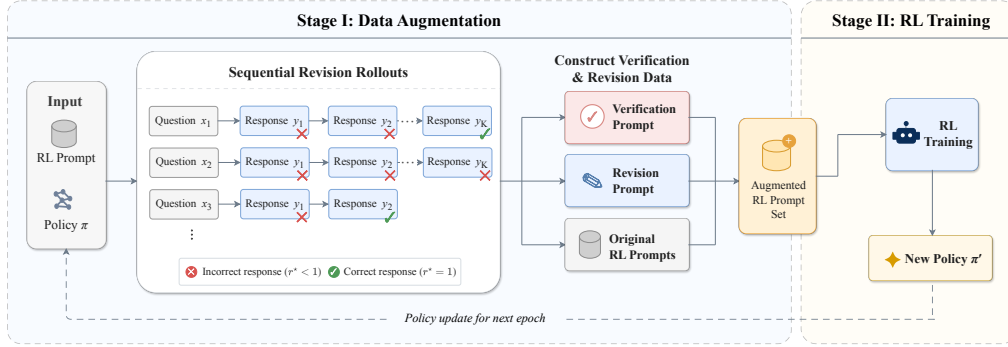 Stage I: Data Augmentation
Stage II: RL Training
Input
RL Prompt
Policy π
Sequential Revision Rollouts
Question x₁ Response y₁ Response y₂ Response y_K
Question x₂ Response y₁ Response y₂ Response y_K
Question x₃ Response y₁ Response y₂
Incorrect response (r* < 1) Correct response (r* = 1)
Construct Verification
& Revision Data
Verification
Prompt
Revision
Prompt
Original
RL Prompts
Augmented
RL Prompt
Set
RL
Training
New Policy π′
Policy update for next epoch